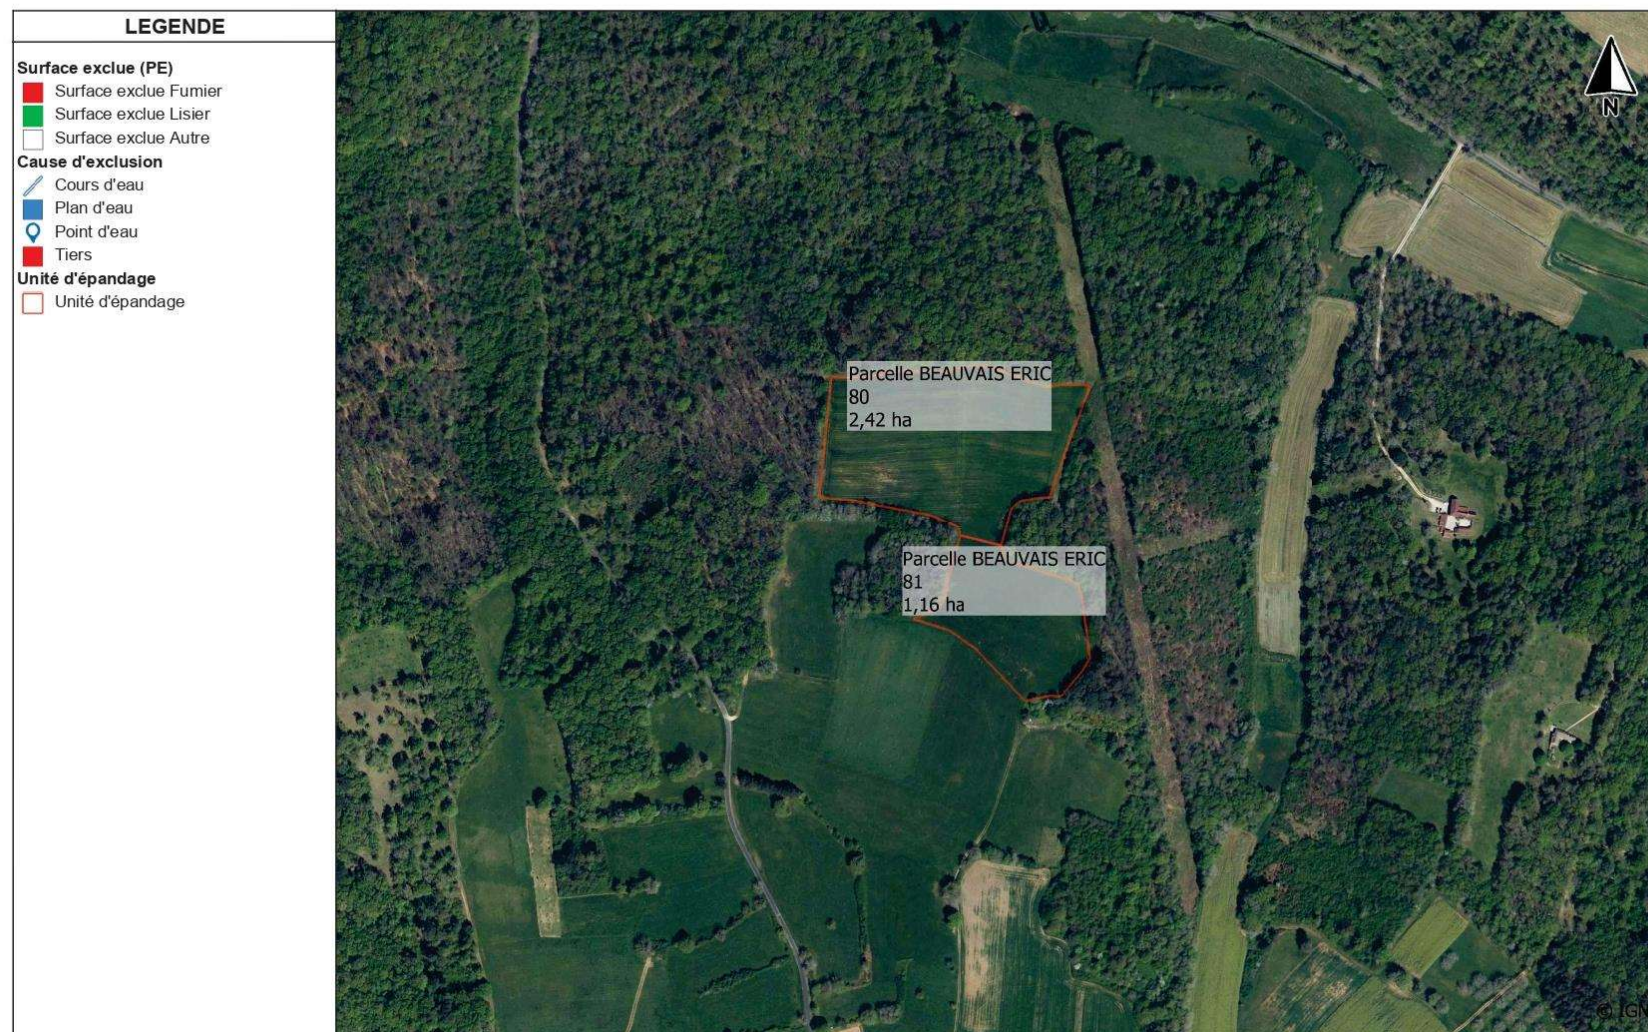 LEGENDE
Surface exclue (PE)
Surface exclue Fumier
Surface exclue Lisier
Surface exclue Autre
Cause d'exclusion
Cours d'eau
Plan d'eau
Point d'eau
Tiers
Unité d'épandage
Unité d'épandage
N
Parcelle BEAUVAIS ERIC
80
2,42 ha
Parcelle BEAUVAIS ERIC
81
1,16 ha
© IGN